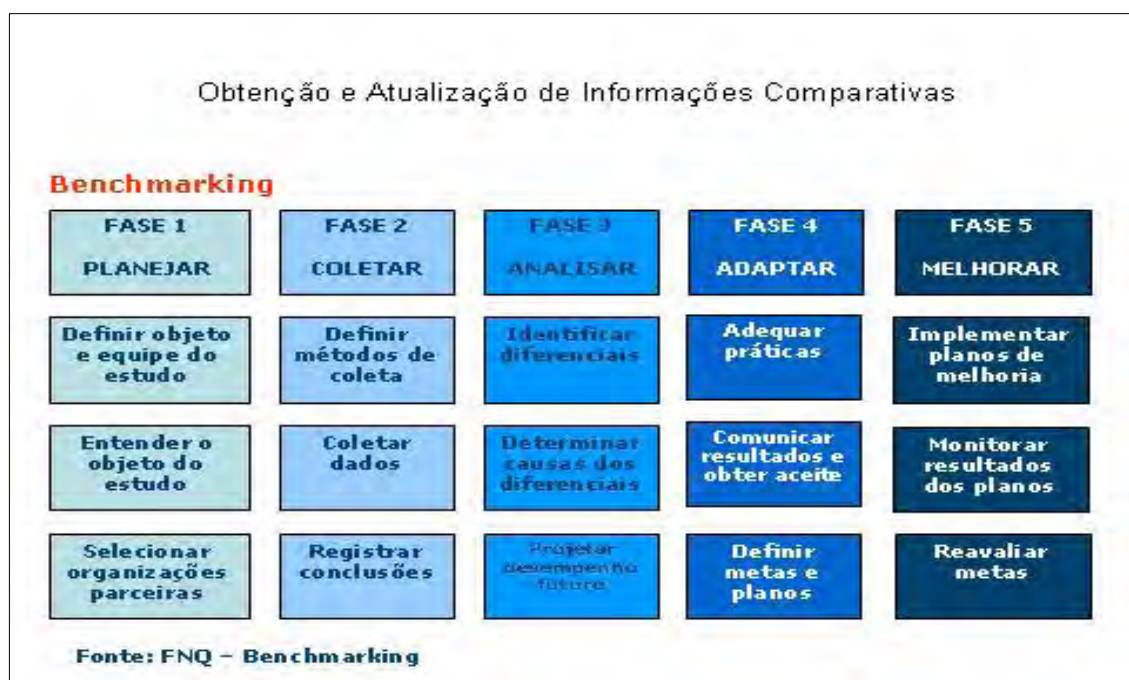 Obtenção e Atualização de Informações Comparativas
Benchmarking
FASE 1
PLANEJAR
Definir objeto
e equipe do
estudo
Entender o
objeto do
estudo
Selecionar
organizações
parceiras
FASE 2
COLETAR
Definir
métodos de
coleta
Coletar
dados
Registrar
conclusões
FASE 3
ANALISAR
Identificar
diferenciais
Determinar
causas dos
diferenciais
Projetar
desempenho
future
FASE 4
ADAPTAR
Adequar
práticas
Comunicar
resultados e
obter aceite
Definir
metas e
planos
FASE 5
MELHORAR
Implementar
planos de
melhoria
Monitorar
resultados
dos planos
Reavaliar
metas
Fonte: FNQ – Benchmarking